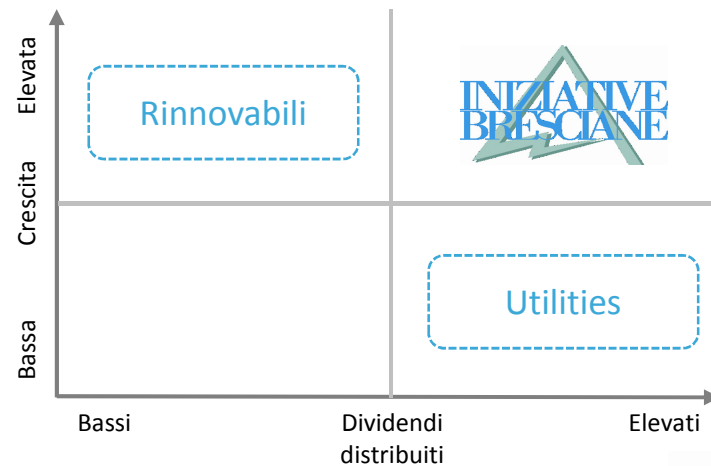 Elevata
Rinnovabili
INIZIATIVE
BRESCIANE
Crescita
Utilities
Bassa
Bassi
Dividendi
distribuiti
Elevati